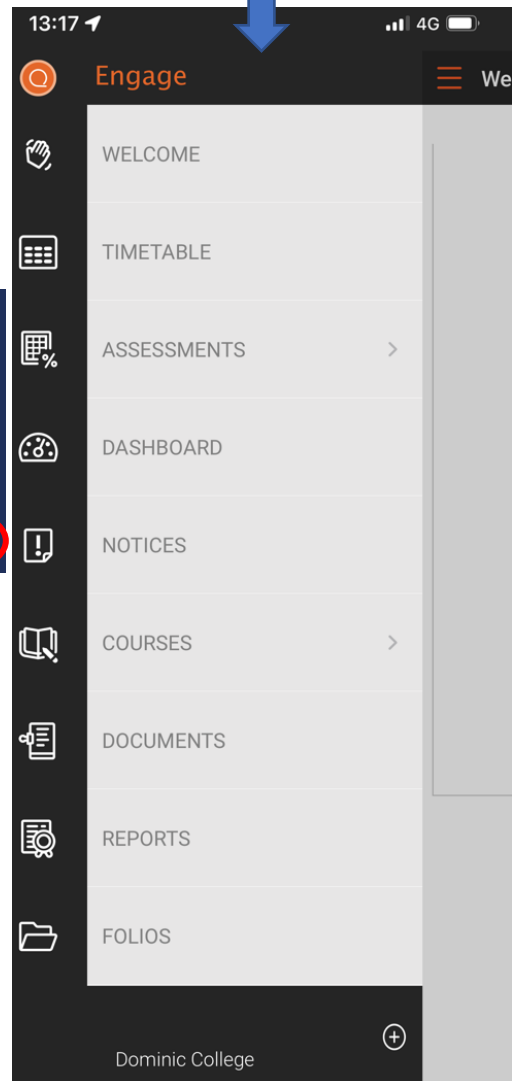 13:17 4G
Engage We
WELCOME
TIMETABLE
ASSESSMENTS
DASHBOARD
NOTICES
COURSES
DOCUMENTS
REPORTS
FOLIOS
Dominic College